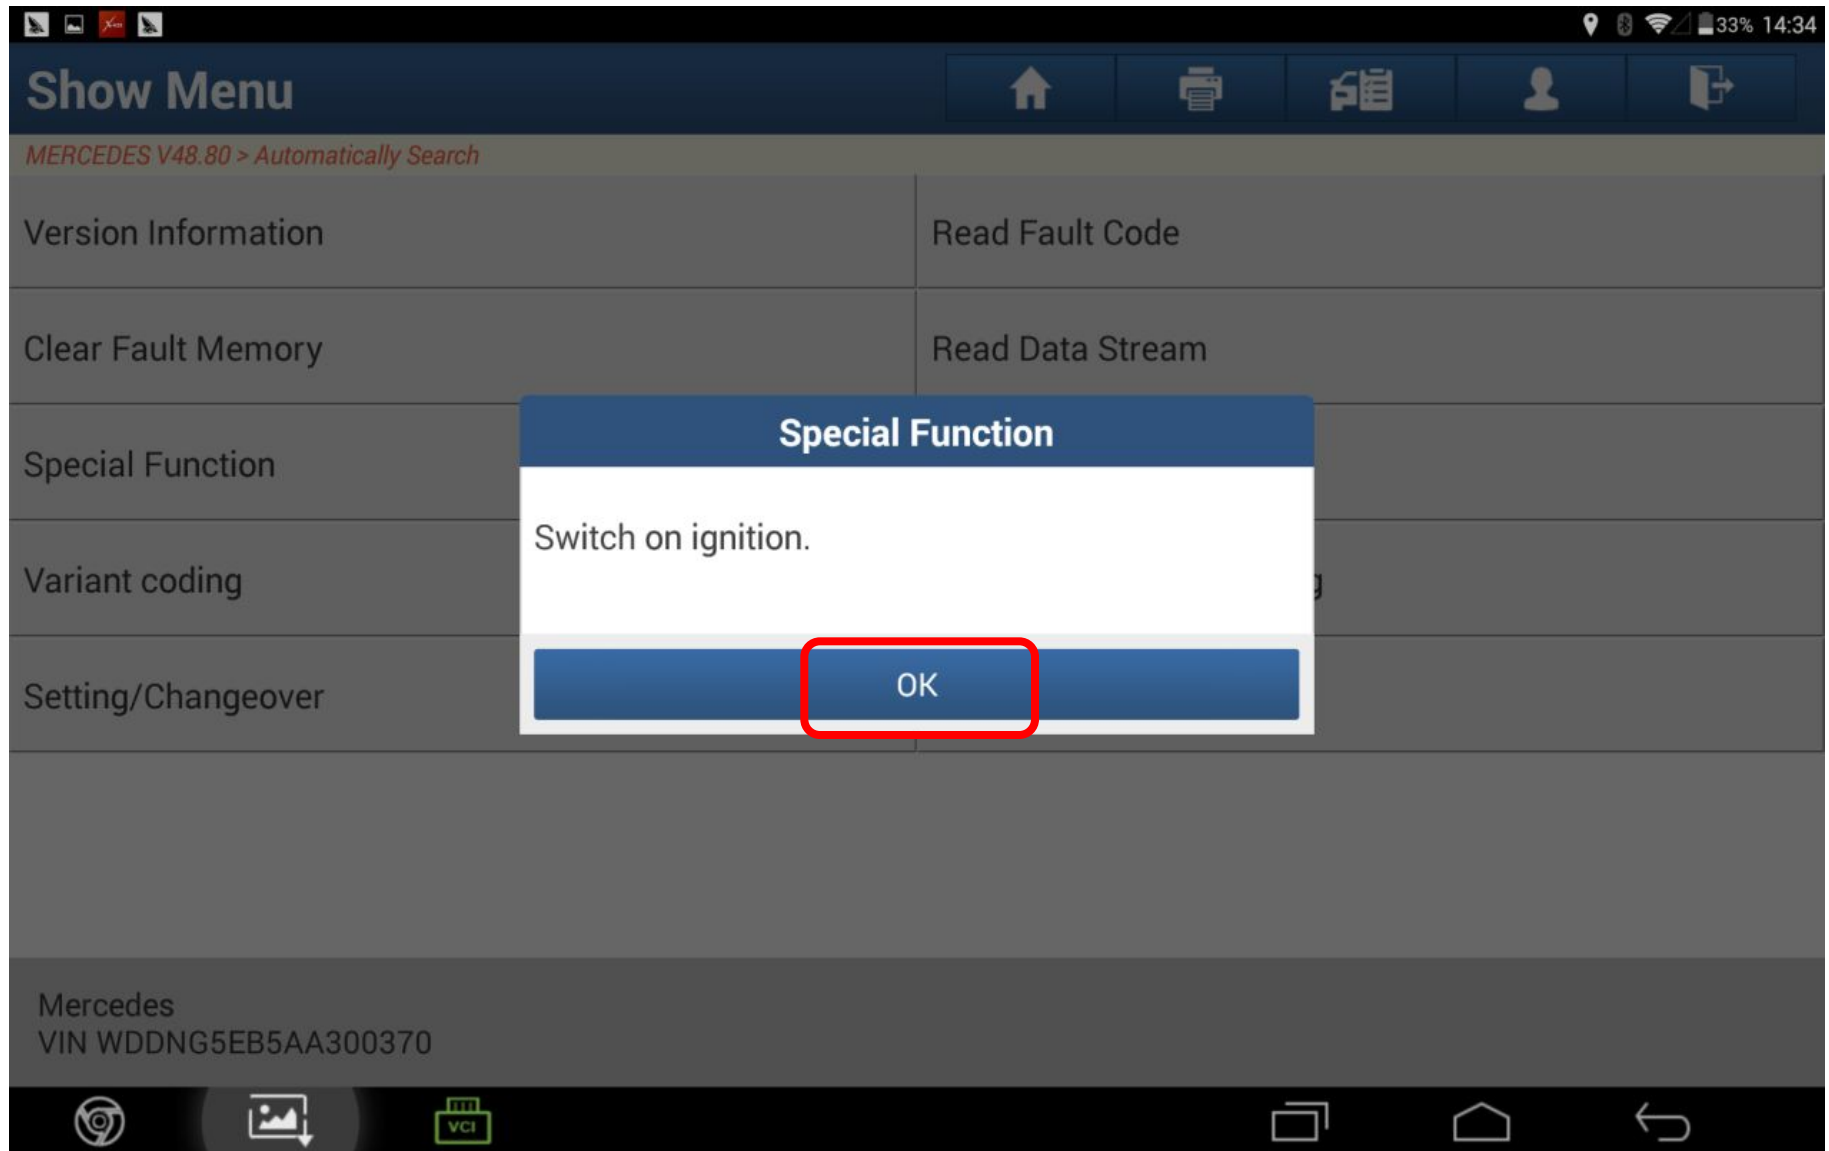 33% 14:34
Show Menu
MERCEDES V48.80 > Automatically Search
Version Information
Read Fault Code
Clear Fault Memory
Read Data Stream
Special Function
Special Function
Switch on ignition.
Variant coding
g
OK
Setting/Changeover
Mercedes
VIN WDDNG5EB5AA300370
VCI